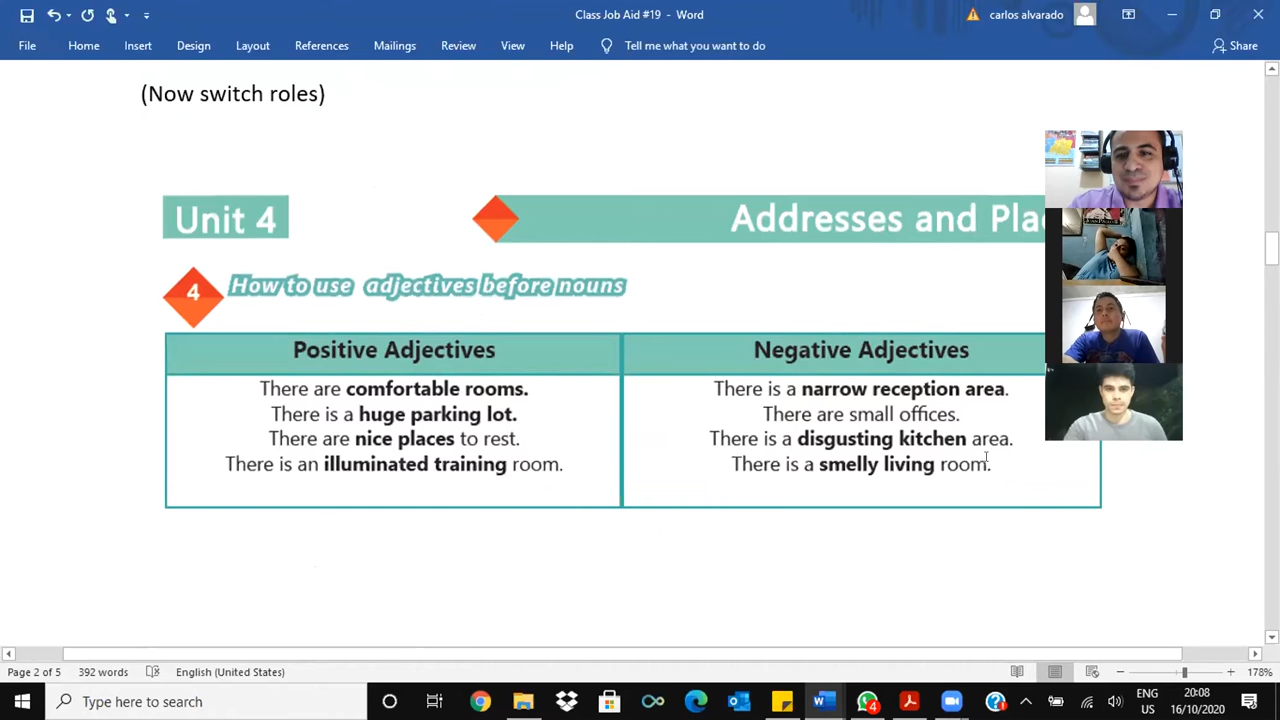 Class Job Aid #19 - Word
carlos alvarado
File Home Insert Design Layout References Mailings Review View Help Tell me what you want to do Share
(Now switch roles)
Unit 4
Addresses and Pla
4 How to use adjectives before nouns
Positive Adjectives
There are comfortable rooms.
There is a huge parking lot.
There are nice places to rest.
There is an illuminated training room.
Negative Adjectives
There is a narrow reception area.
There are small offices.
There is a disgusting kitchen area.
There is a smelly living room.
Page 2 of 5 392 words English (United States) 178%
Type here to search
4
ENG
US
20:08
16/10/2020